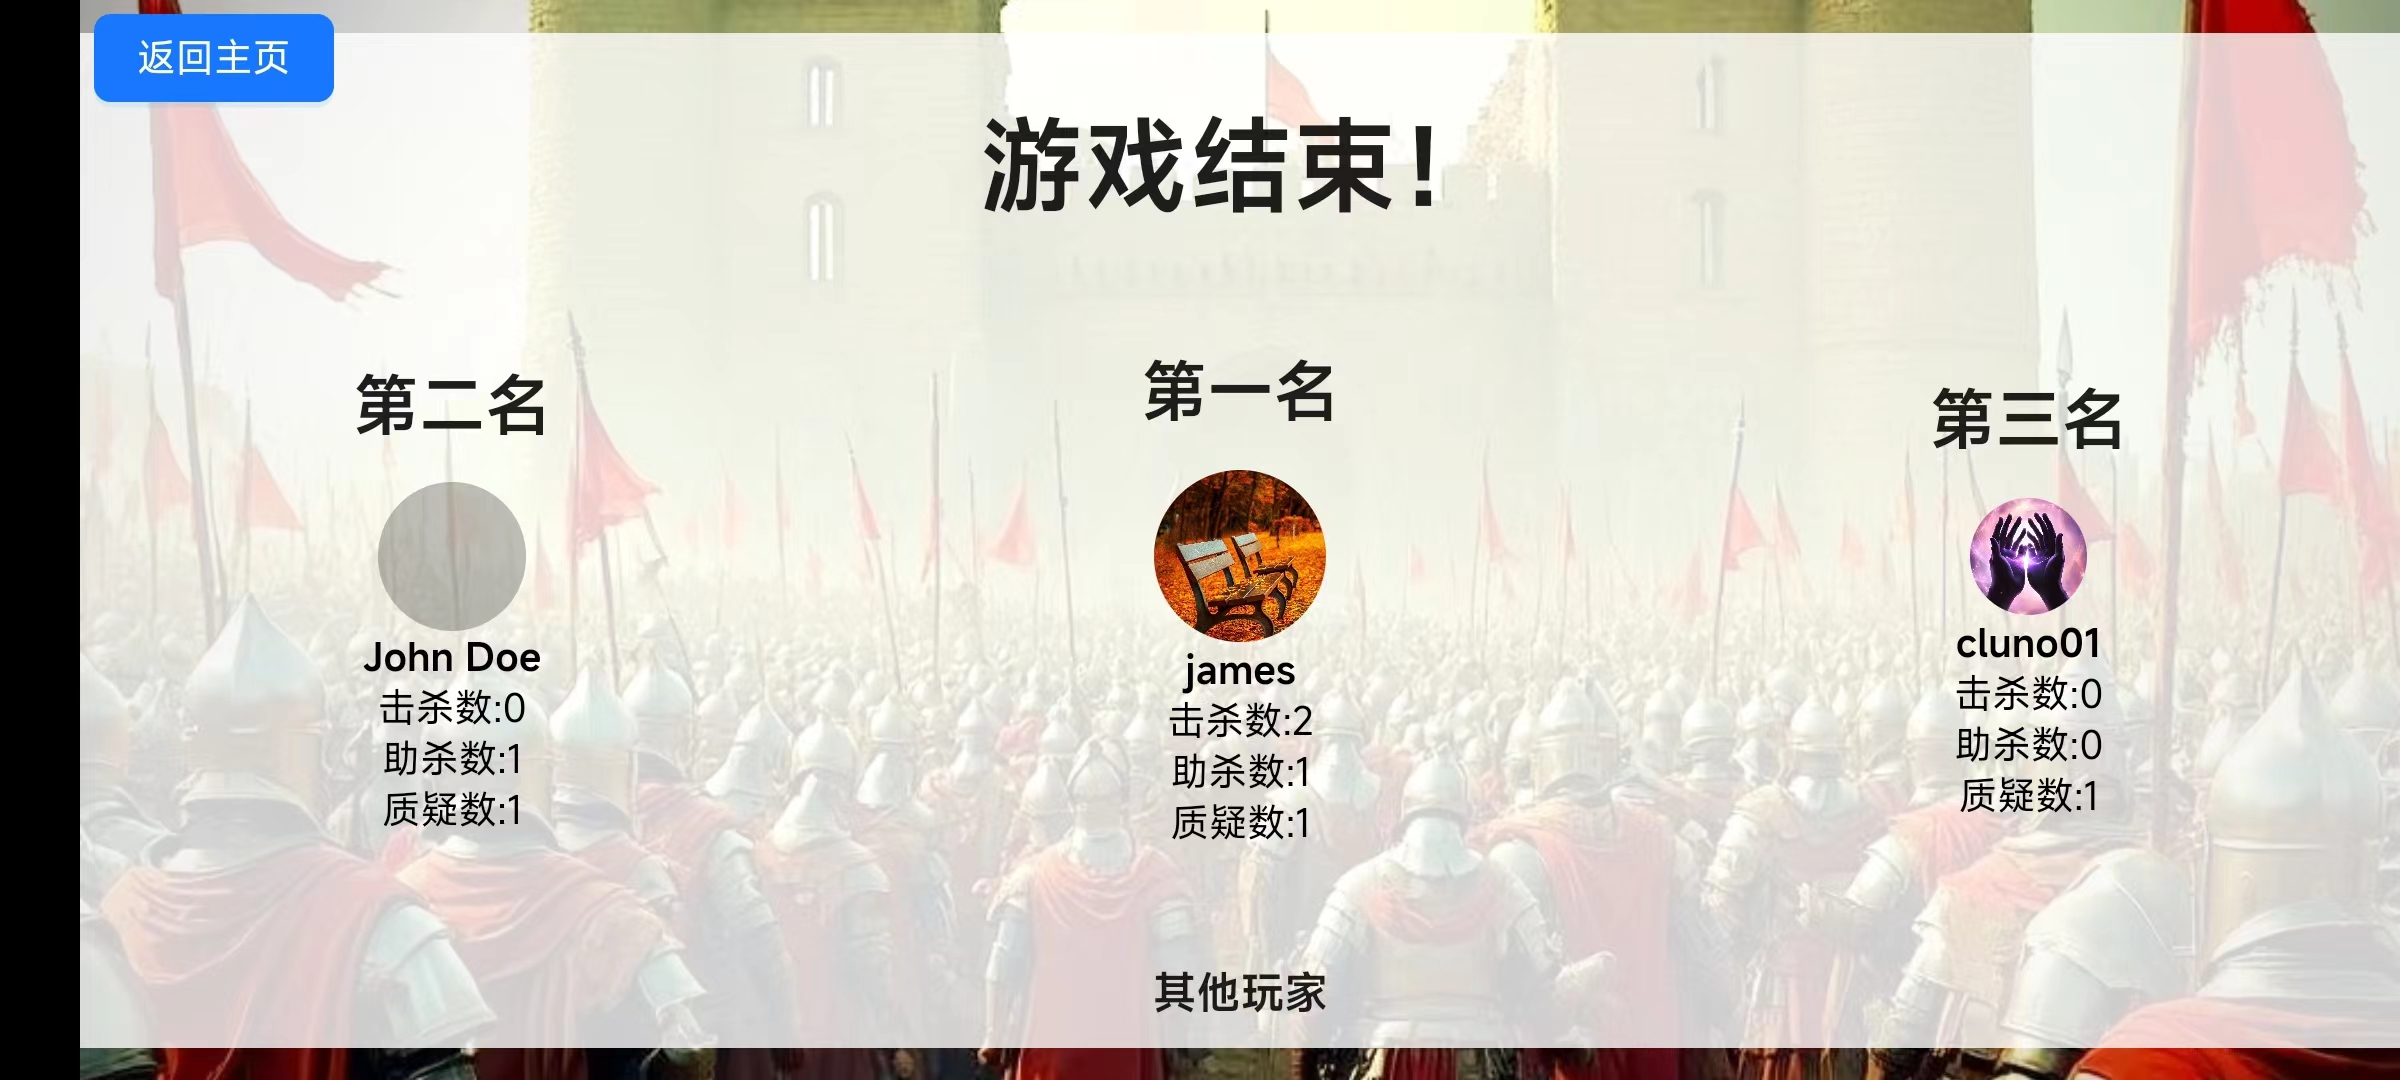 返回主页
游戏结束！
第二名
John Doe
击杀数:0
助杀数:1
质疑数:1
第一名
james
击杀数:2
助杀数:1
质疑数:1
第三名
cluno01
击杀数:0
助杀数:0
质疑数:1
其他玩家